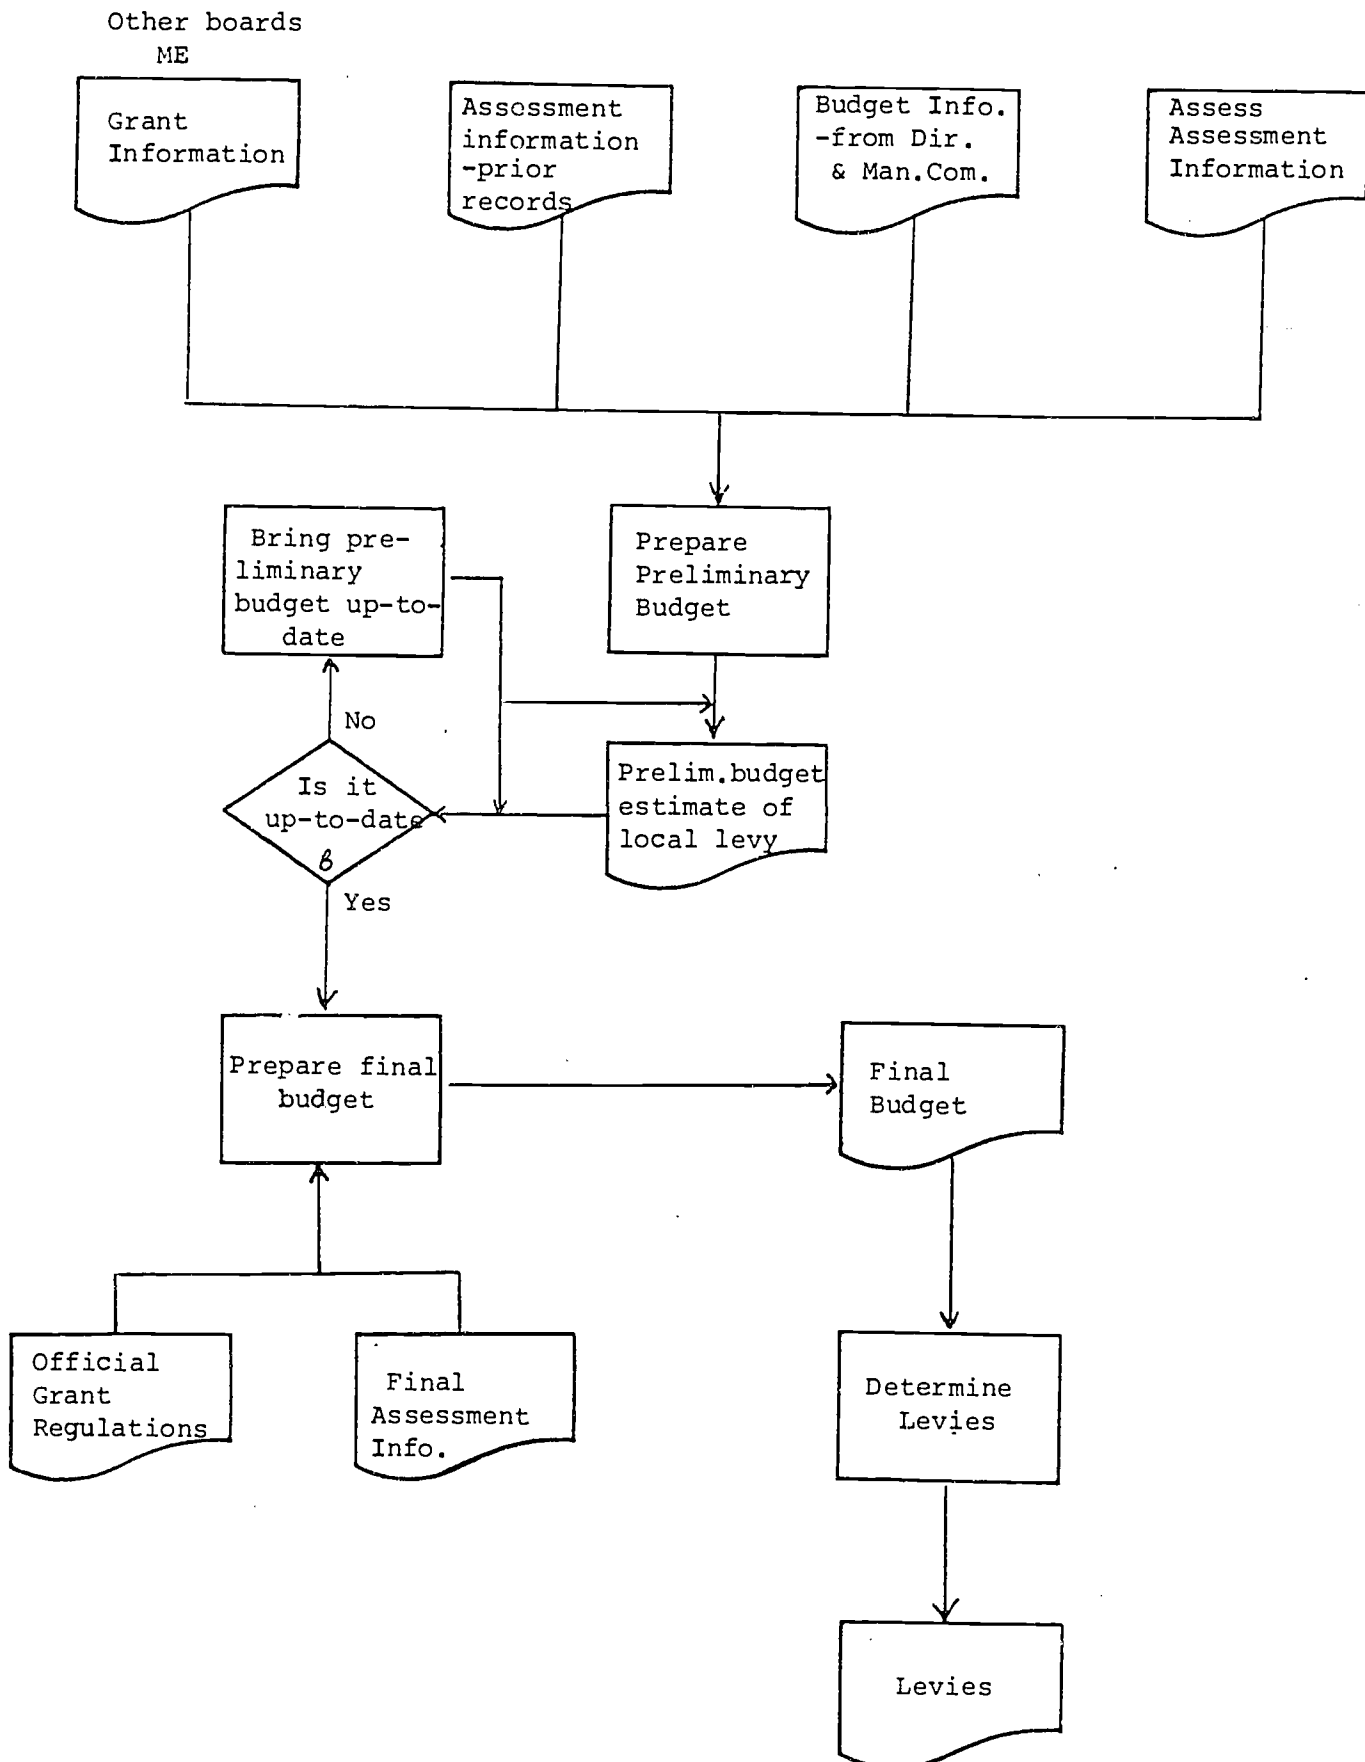 Other boards
ME
Grant
Information
Assessment
information
-prior
records
Budget Info.
-from Dir.
& Man.Com.
Assess
Assessment
Information
Bring pre-
liminary
budget up-to-
date
Prepare
Preliminary
Budget
No
Is it
up-to-date
Prelim.budget
estimate of
local levy
Yes
Prepare final
budget
Final
Budget
Official
Grant
Regulations
Final
Assessment
Info.
Determine
Levies
Levies